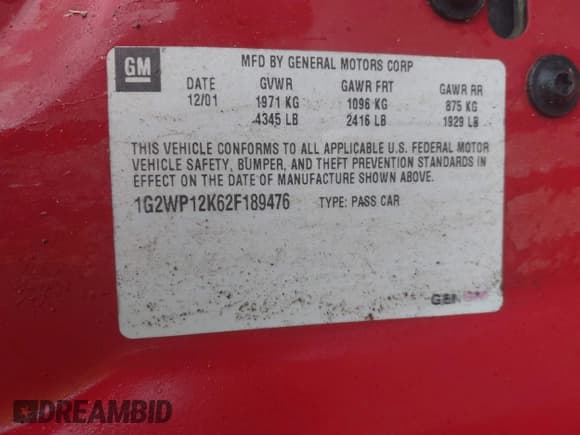 GM
MFD BY GENERAL MOTORS CORP
DATE GVWR GAWR FRT GAWR RR
12/01 1971 KG 1096 KG 875 KG
4345 LB 2416 LB 1929 LB
THIS VEHICLE CONFORMS TO ALL APPLICABLE U.S. FEDERAL MOTOR
VEHICLE SAFETY, BUMPER, AND THEFT PREVENTION STANDARDS IN
EFFECT ON THE DATE OF MANUFACTURE SHOWN ABOVE.
1G2WP12K62F189476 TYPE: PASS CAR
DREAMBID